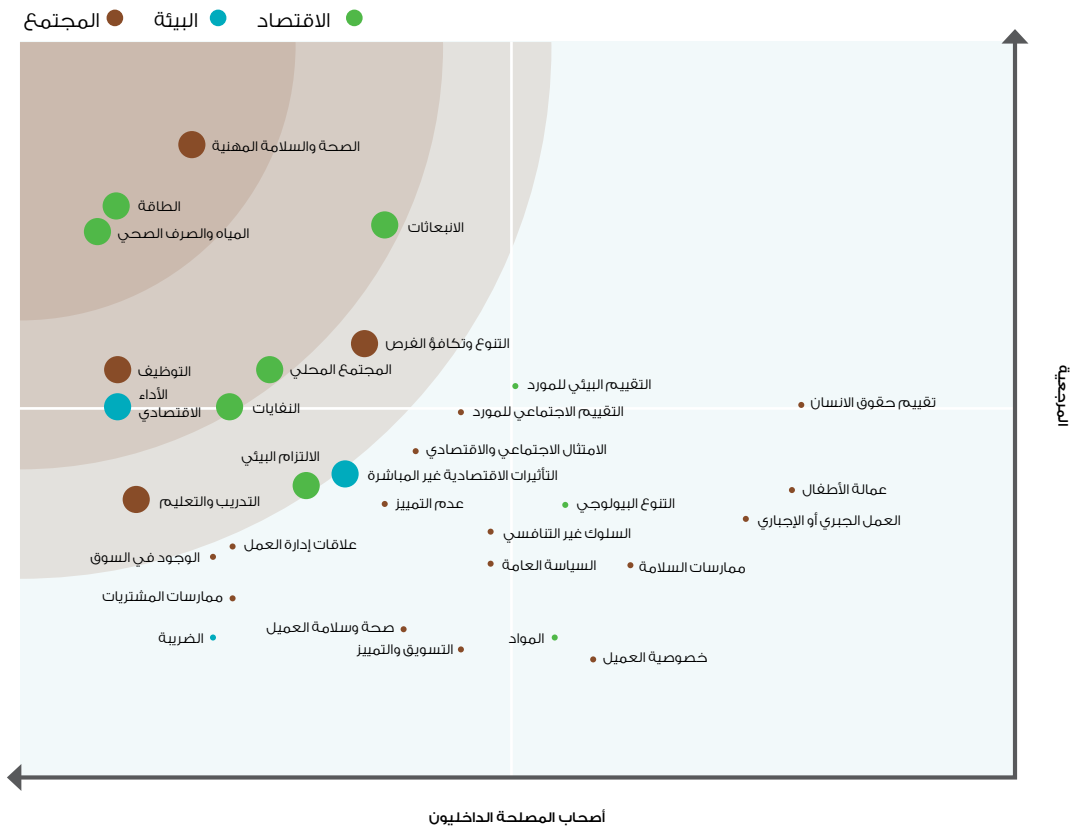 الاقتصاد
البيئة
المجتمع
الصحة والسلامة المهنية
الطاقة
المياه والصرف الصحي
الانبعاثات
التنوع وتكافؤ الفرص
المجتمع المحلي
التوظيف
الأداء
الاقتصادي
النفايات
التقييم البيئي للمورد
التقييم الاجتماعي للمورد
تقييم حقوق الانسان
الامتثال الاجتماعي والاقتصادي
الالتزام البيئي
التأثيرات الاقتصادية غير المباشرة
عمالة الأطفال
التدريب والتعليم
عدم التمييز
التنوع البيولوجي
العمل الجبري أو الإجباري
السلوك غير التنافسي
علاقات إدارة العمل
الوجود في السوق
السياسة العامة
ممارسات السلامة
ممارسات المشتريات
صحة وسلامة العميل
الضريبة
المواد
التسويق والتمييز
خصوصية العميل
المرجعية
أصحاب المصلحة الداخليون